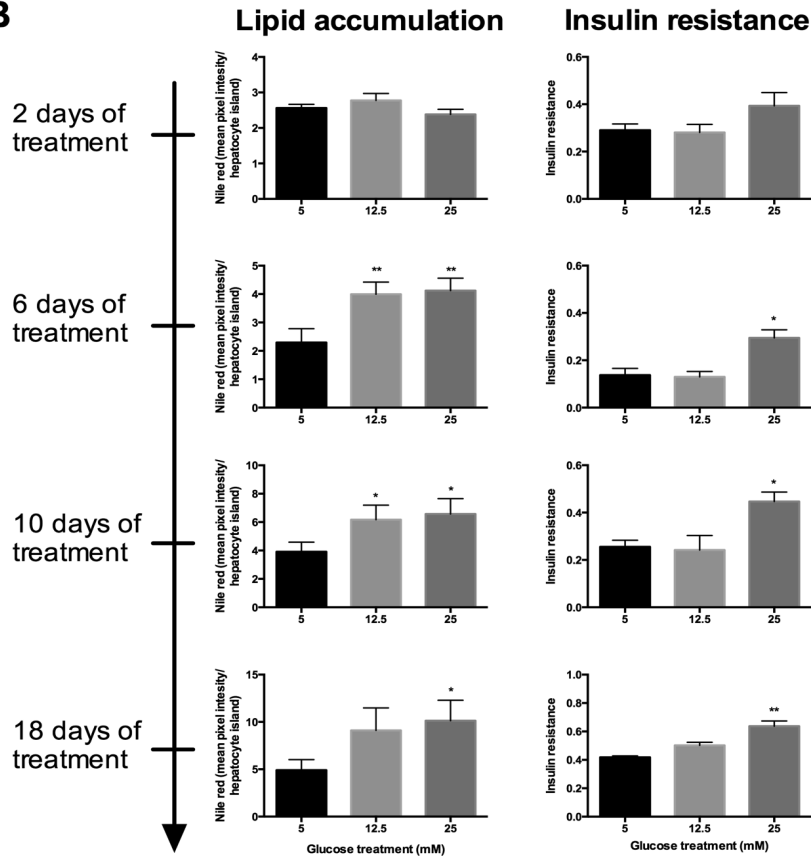 B
Lipid accumulation
Insulin resistance
2 days of
treatment
Nile red (mean pixel intesity/
hepatocyte island)
4
3
2
1
0
5 12.5 25
Insulin resistance
0.6
0.4
0.2
0.0
5 12.5 25
6 days of
treatment
Nile red (mean pixel intesity/
hepatocyte island)
5
4
3
2
1
0
** **
5 12.5 25
Insulin resistance
0.6
0.4
0.2
0.0
*
5 12.5 25
10 days of
treatment
Nile red (mean pixel intesity/
hepatocyte island)
10
8
6
4
2
0
* *
5 12.5 25
Insulin resistance
0.6
0.4
0.2
0.0
*
5 12.5 25
18 days of
treatment
Nile red (mean pixel intesity/
hepatocyte island)
15
10
5
0
*
5 12.5 25
Glucose treatment (mM)
Insulin resistance
1.0
0.8
0.6
0.4
0.2
0.0
**
5 12.5 25
Glucose treatment (mM)